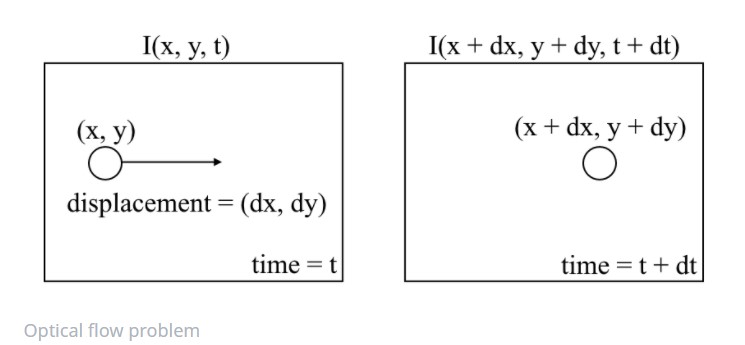 I(x, y, t)
(x, y)
displacement = (dx, dy)
time = t
I(x + dx, y + dy, t + dt)
(x + dx, y + dy)
time = t + dt
Optical flow problem